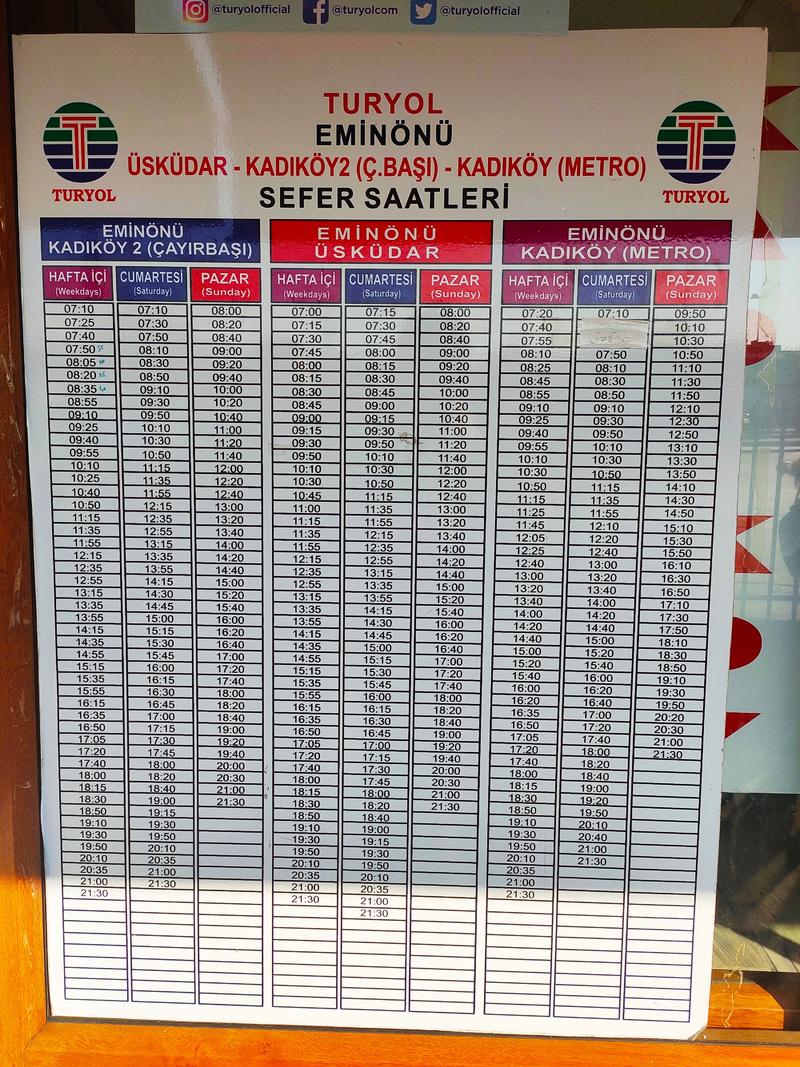 @turyolofficial @turyolcom @turyolofficial
TURYOL
EMİNÖNÜ
ÜSKÜDAR - KADIKÖY2 (Ç.BAŞI) - KADIKÖY (METRO)
SEFER SAATLERİ
TURYOL TURYOL
EMİNÖNÜ EMİNÖNÜ EMİNÖNÜ
KADIKÖY 2 (ÇAYIRBAŞI) ÜSKÜDAR KADIKÖY (METRO)
HAFTA İÇİ CUMARTESİ PAZAR HAFTA İÇİ CUMARTESİ PAZAR HAFTA İÇİ CUMARTESİ PAZAR
(Weekdays) (Saturday) (Sunday) (Weekdays) (Saturday) (Sunday) (Weekdays) (Saturday) (Sunday)
07:10 07:10 08:00 07:00 07:15 08:00 07:20 07:10 09:50
07:25 07:30 08:20 07:15 07:30 08:20 07:40 10:10
07:40 07:50 08:40 07:30 07:45 08:40 07:55 10:30
07:50 08:10 09:00 07:45 08:00 09:00 08:10 07:50 10:50
08:05 08:30 09:20 08:00 08:15 09:20 08:25 08:10 11:10
08:20 08:50 09:40 08:15 08:30 09:40 08:45 08:30 11:30
08:35 09:10 10:00 08:30 08:45 10:00 08:55 08:50 11:50
08:55 09:30 10:20 08:45 09:00 10:20 09:10 09:10 12:10
09:10 09:50 10:40 09:00 09:15 10:40 09:25 09:30 12:30
09:25 10:10 11:00 09:15 09:30 11:00 09:40 09:50 12:50
09:40 10:30 11:20 09:30 09:50 11:20 09:55 10:10 13:10
09:55 10:50 11:40 09:50 10:10 11:40 10:10 10:30 13:30
10:10 11:15 12:00 10:10 10:30 12:00 10:30 10:50 13:50
10:25 11:35 12:20 10:30 10:50 12:20 10:50 11:15 14:20
10:40 11:55 12:40 10:45 11:15 12:40 11:15 11:35 14:30
10:50 12:15 13:00 11:00 11:35 13:00 11:25 11:55 14:50
11:15 12:35 13:20 11:15 11:55 13:20 11:45 12:10 15:10
11:35 12:55 13:40 11:35 12:15 13:40 12:05 12:20 15:30
11:55 13:15 14:00 11:55 12:35 14:00 12:25 12:40 15:50
12:15 13:35 14:20 12:15 12:55 14:20 12:40 13:00 16:10
12:35 13:55 14:40 12:35 13:15 14:40 13:00 13:20 16:30
12:55 14:15 15:00 12:55 13:35 15:00 13:20 13:40 16:50
13:15 14:30 15:20 13:15 13:55 15:20 13:40 14:00 17:10
13:35 14:45 15:40 13:35 14:15 15:40 14:00 14:20 17:30
13:55 15:00 16:00 13:55 14:30 16:00 14:20 14:40 17:50
14:15 15:15 16:20 14:15 14:45 16:20 14:40 15:00 18:10
14:35 15:30 16:40 14:35 15:00 16:40 15:00 15:20 18:30
14:55 15:45 17:00 14:55 15:15 17:00 15:20 15:40 18:50
15:15 16:00 17:20 15:15 15:30 17:20 15:40 16:00 19:10
15:35 16:15 17:40 15:35 15:45 17:40 16:00 16:20 19:30
15:55 16:30 18:00 15:55 16:00 18:00 16:20 16:40 19:50
16:15 16:45 18:20 16:15 16:15 18:20 16:35 17:00 20:20
16:35 17:00 18:40 16:35 16:30 18:40 16:50 17:20 20:30
16:50 17:15 19:00 16:50 16:45 19:00 17:05 17:40 21:00
17:05 17:30 19:20 17:05 17:00 19:20 17:20 18:00 21:30
17:20 17:45 19:40 17:20 17:15 19:40 17:40 18:20
17:40 18:00 20:00 17:40 17:30 20:00 18:00 18:40
18:00 18:20 20:30 18:00 17:45 20:30 18:15 19:00
18:15 18:40 21:00 18:15 18:00 21:00 18:30 19:20
18:30 19:00 21:30 18:30 18:20 21:30 18:50 19:50
18:50 19:15 18:50 18:40 19:10 20:10
19:10 19:30 19:10 19:00 19:30 20:40
19:30 19:50 19:30 19:15 19:50 21:00
19:50 20:10 19:50 19:30 20:10 21:30
20:10 20:35 20:10 19:50 20:35
20:35 21:00 20:35 20:10 21:00
21:00 21:30 21:00 20:35 21:30
21:30 21:30 21:00
21:30